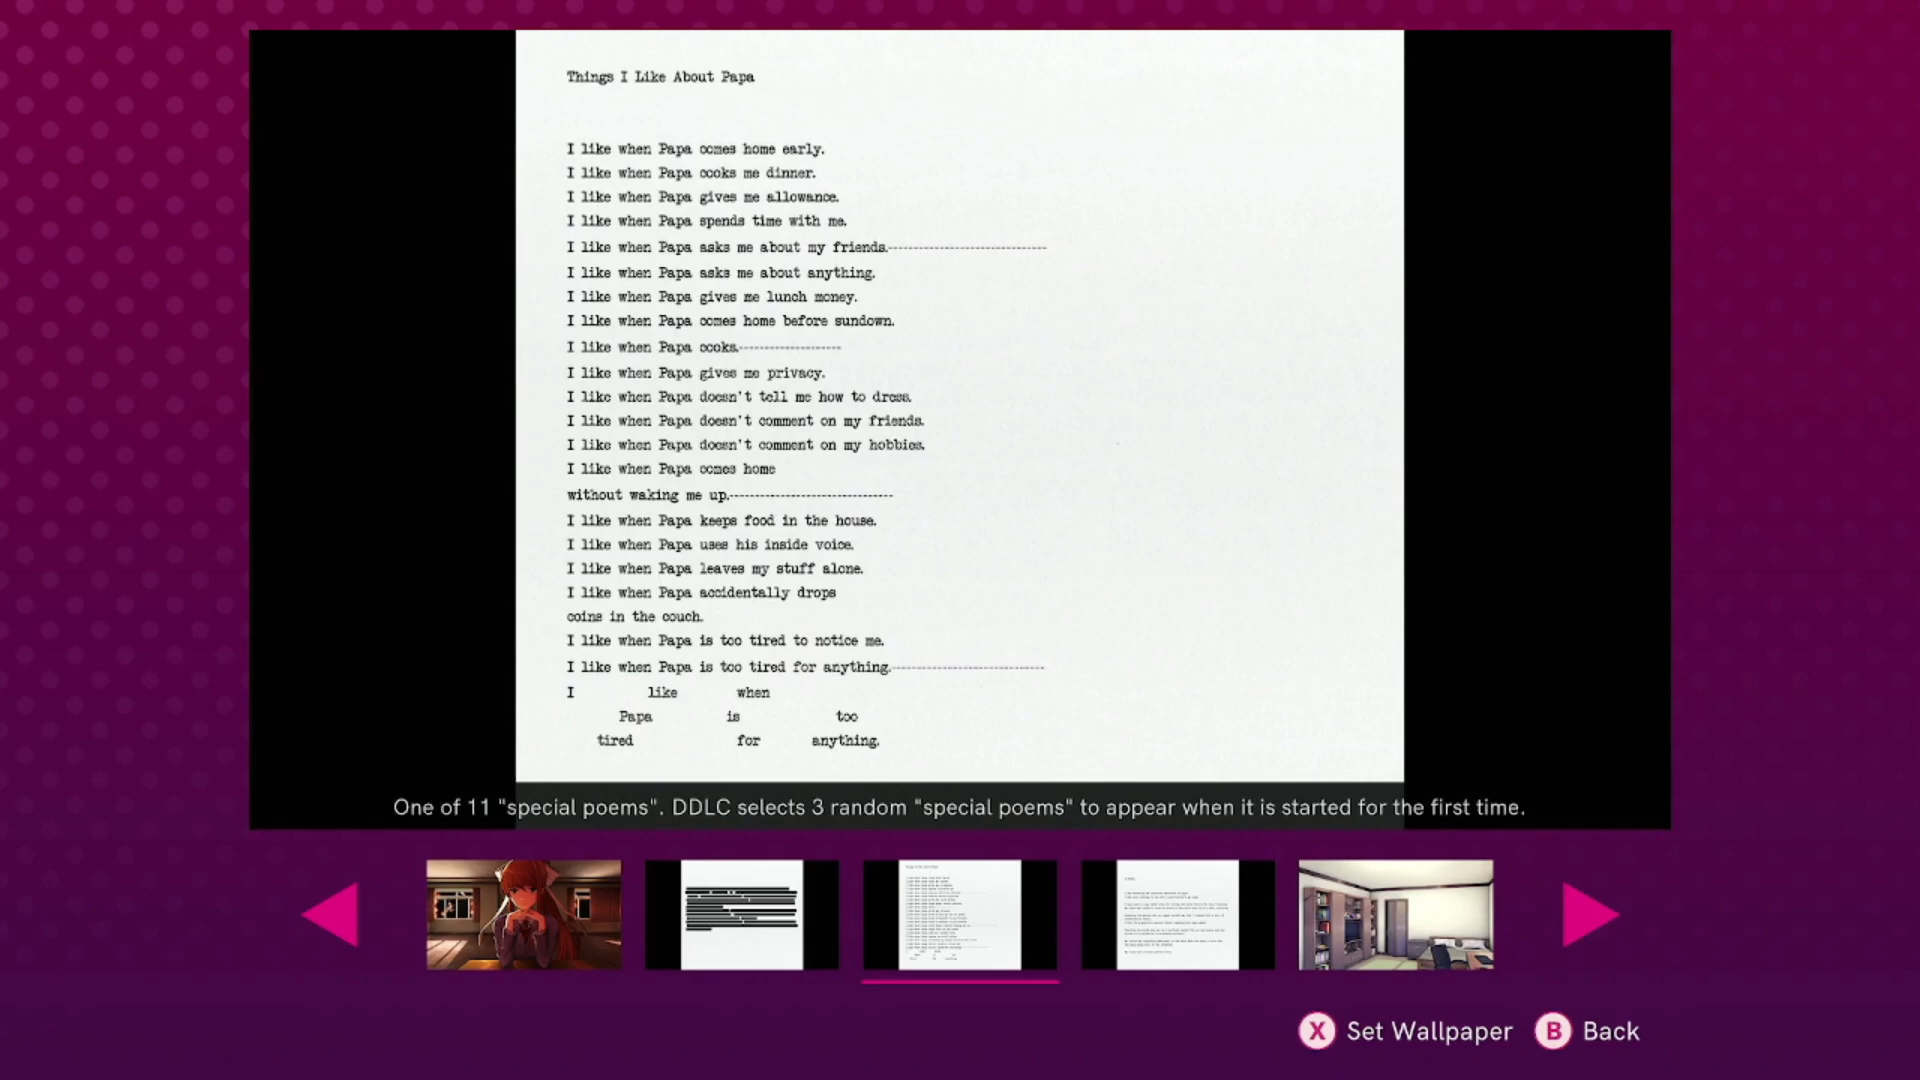 Things I Like About Papa
I like when Papa comes home early.
I like when Papa cooks me dinner.
I like when Papa gives me allowance.
I like when Papa spends time with me.
I like when Papa asks me about my friends.
I like when Papa asks me about anything.
I like when Papa gives me lunch money.
I like when Papa comes home before sundown.
I like when Papa cooks.
I like when Papa gives me privacy.
I like when Papa doesn't tell me how to dress.
I like when Papa doesn't comment on my friends.
I like when Papa doesn't comment on my hobbies.
I like when Papa comes home
without waking me up.
I like when Papa keeps food in the house.
I like when Papa uses his inside voice.
I like when Papa leaves my stuff alone.
I like when Papa accidentally drops
coins in the couch.
I like when Papa is too tired to notice me.
I like when Papa is too tired for anything.
I like when
Papa is too
tired for anything.
One of 11 "special poems". DDLC selects 3 random "special poems" to appear when it is started for the first time.
X Set Wallpaper B Back